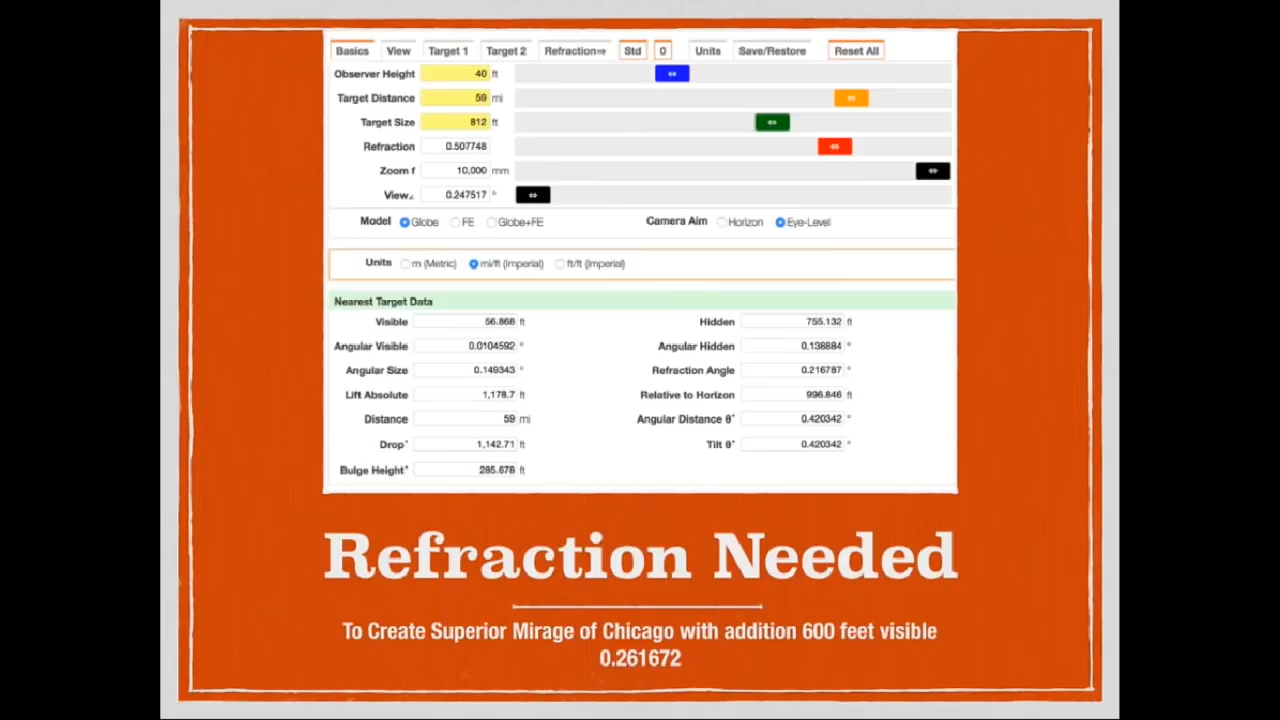 Basics View Target 1 Target 2 Refraction⇒ Std 0 Units Save/Restore Reset All
Observer Height 40 ft
Target Distance 59 mi
Target Size 812 ft
Refraction 0.507748
Zoom f 10,000 mm
View∠ 0.247517 °
Model Globe FE Globe+FE Camera Aim Horizon Eye-Level
Units m (Metric) mi/ft (Imperial) ft/ft (Imperial)
Nearest Target Data
Visible 56.868 ft Hidden 755.132 ft
Angular Visible 0.0104592 ° Angular Hidden 0.138884 °
Angular Size 0.149343 ° Refraction Angle 0.216787 °
Lift Absolute 1,178.7 ft Relative to Horizon 996.846 ft
Distance 59 mi Angular Distance θ* 0.420342 °
Drop* 1,142.71 ft Tilt θ* 0.420342 °
Bulge Height* 285.678 ft
Refraction Needed
To Create Superior Mirage of Chicago with addition 600 feet visible
0.261672